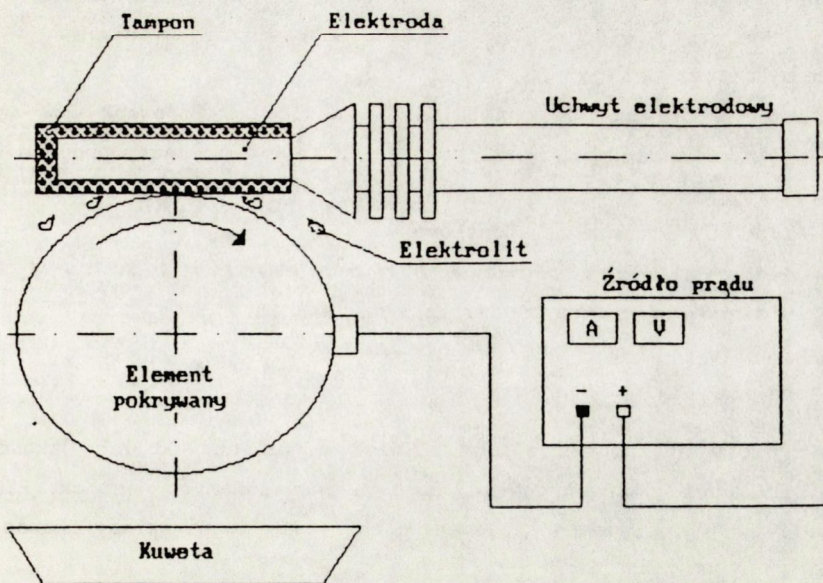 Tampon
Elektroda
Uchwyt elektrodowy
Elektrolit
Źródło prądu
A
V
- +
Element
pokrywany
Kuweta